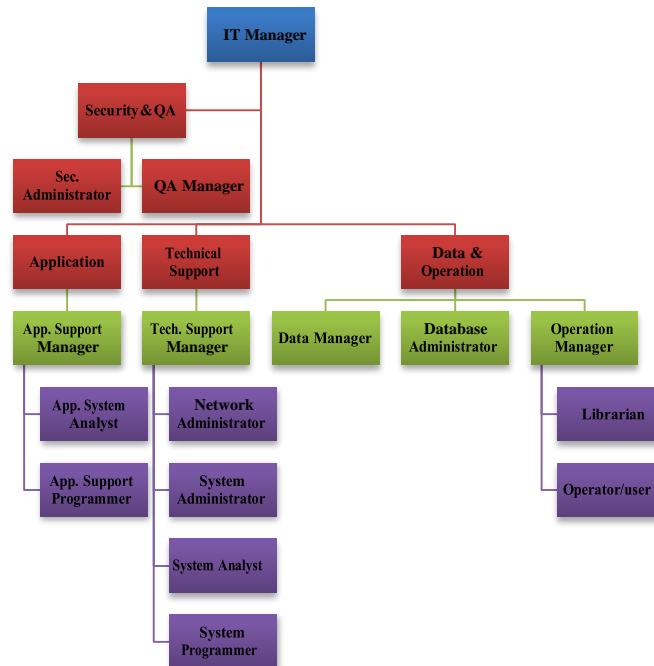 IT Manager
Security & QA
Sec.
Administrator
QA Manager
Application
Technical
Support
Data &
Operation
App. Support
Manager
Tech. Support
Manager
Data Manager
Database
Administrator
Operation
Manager
App. System
Analyst
Network
Administrator
Librarian
App. Support
Programmer
System
Administrator
Operator/user
System Analyst
System
Programmer